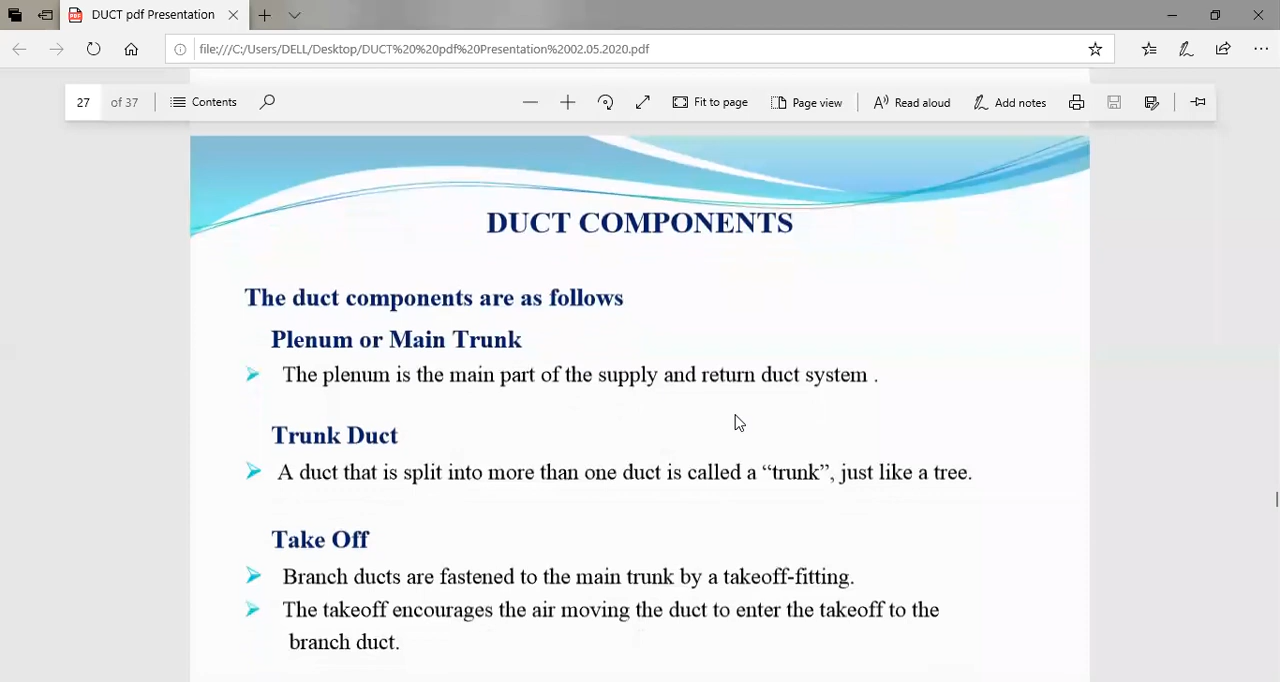 DUCT pdf Presentation
file:///C:/Users/DELL/Desktop/DUCT%20%20pdf%20Presentation%2002.05.2020.pdf
27 of 37 Contents Fit to page Page view Read aloud Add notes
DUCT COMPONENTS
The duct components are as follows
Plenum or Main Trunk
The plenum is the main part of the supply and return duct system .
Trunk Duct
A duct that is split into more than one duct is called a “trunk”, just like a tree.
Take Off
Branch ducts are fastened to the main trunk by a takeoff-fitting.
The takeoff encourages the air moving the duct to enter the takeoff to the
branch duct.